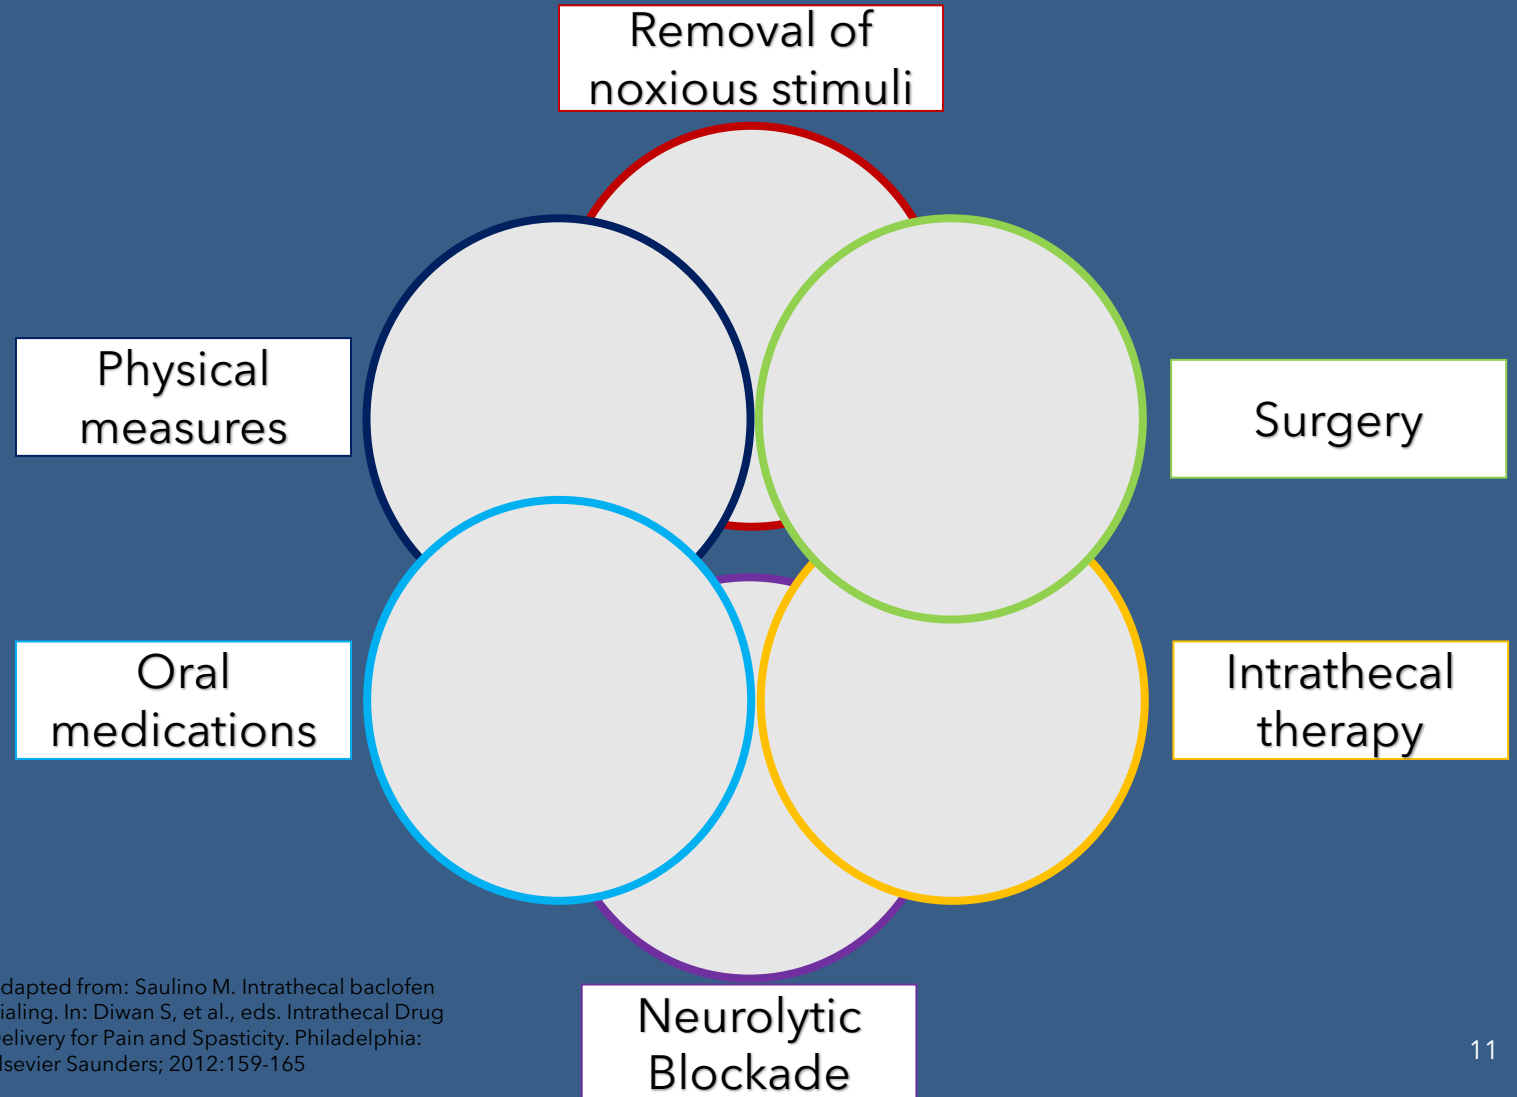 Removal of
noxious stimuli
Physical
measures
Surgery
Oral
medications
Intrathecal
therapy
Neurolytic
Blockade
dapted from: Saulino M. Intrathecal baclofen
ialing. In: Diwan S, et al., eds. Intrathecal Drug
elivery for Pain and Spasticity. Philadelphia:
lsevier Saunders; 2012:159-165
11